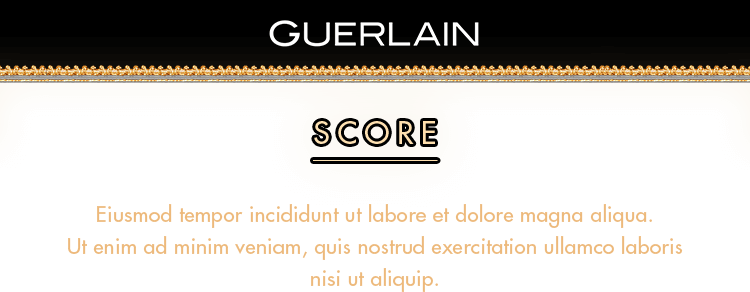 GUERLAIN
SCORE
Eiusmod tempor incididunt ut labore et dolore magna aliqua.
Ut enim ad minim veniam, quis nostrud exercitation ullamco laboris
nisi ut aliquip.